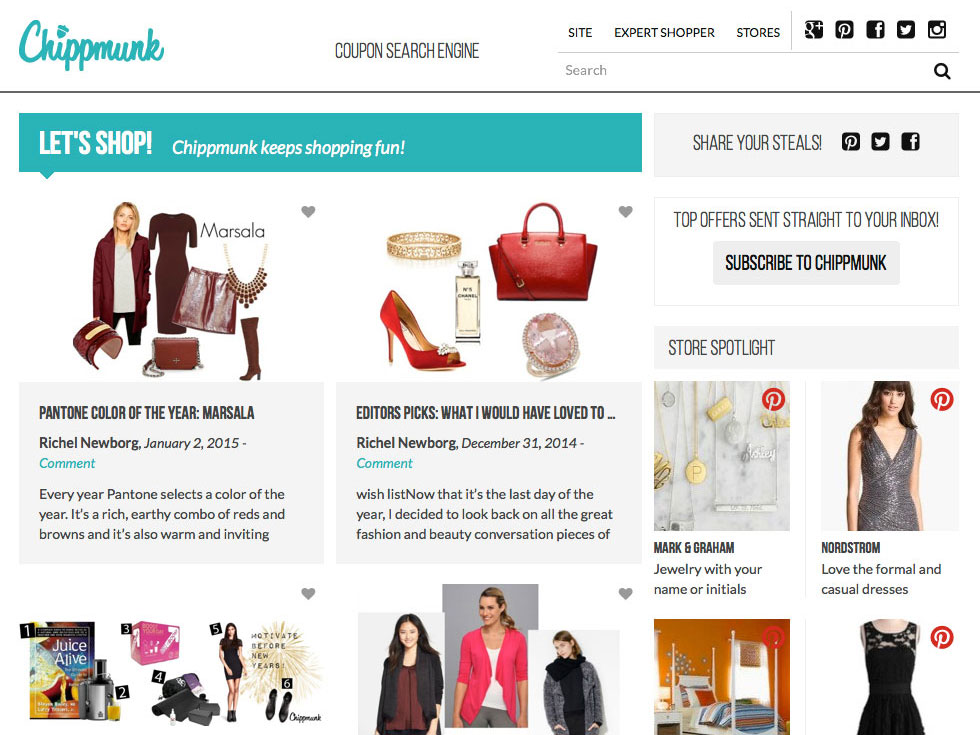 Chippmunk
COUPON SEARCH ENGINE
SITE EXPERT SHOPPER STORES
Search
LET'S SHOP! Chippmunk keeps shopping fun!
SHARE YOUR STEALS!
TOP OFFERS SENT STRAIGHT TO YOUR INBOX!
SUBSCRIBE TO CHIPPMUNK
STORE SPOTLIGHT
Marsala
N°5
CHANEL
PANTONE COLOR OF THE YEAR: MARSALA
Richel Newborg, January 2, 2015 -
Comment
Every year Pantone selects a color of the
year. It's a rich, earthy combo of reds and
browns and it's also warm and inviting
EDITORS PICKS: WHAT I WOULD HAVE LOVED TO ...
Richel Newborg, December 31, 2014 -
Comment
wish listNow that it's the last day of the
year, I decided to look back on all the great
fashion and beauty conversation pieces of
P
Ashley
MARK & GRAHAM
Jewelry with your
name or initials
NORDSTROM
Love the formal and
casual dresses
1
Juice
Alive
2
3
4
5
6
MOTIVATE
BEFORE
NEW
YEARS!
Chippmunk